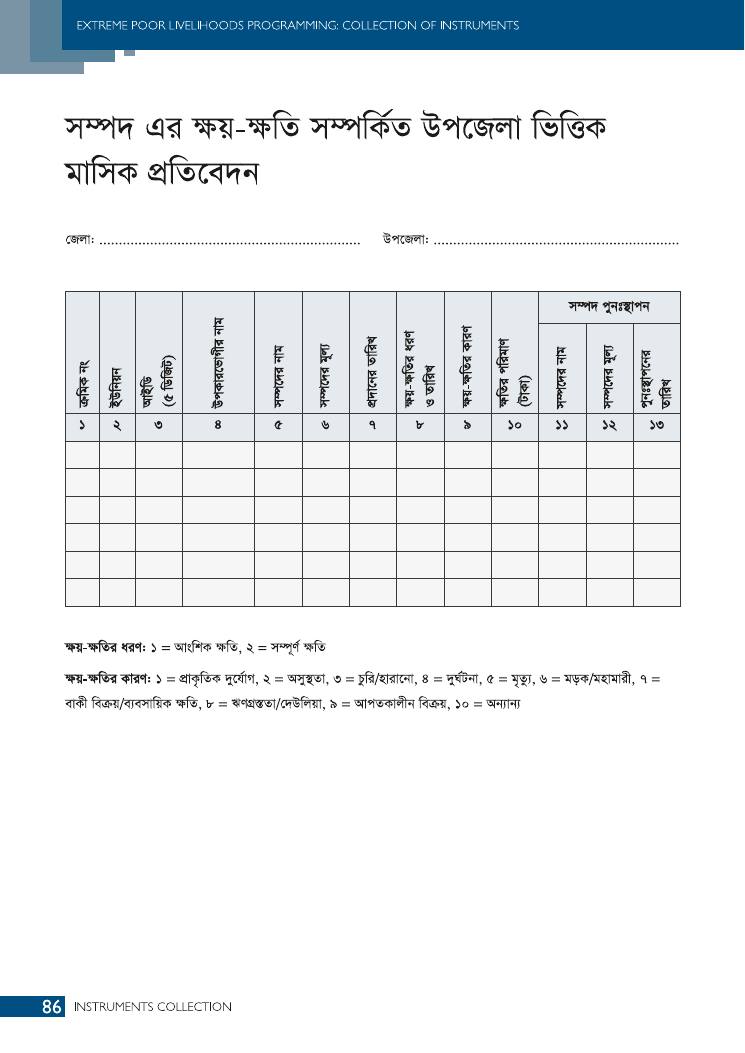 EXTREME POOR LIVELIHOODS PROGRAMMING: COLLECTION OF INSTRUMENTS
সম্পদ এর ক্ষয়-ক্ষতি সম্পর্কিত উপজেলা ভিত্তিক
মাসিক প্রতিবেদন
জেলা: ................................................................... উপজেলা: ...............................................................
সম্পদ পুনঃস্থাপন
ক্রমিক নং
ইউনিয়ন
আইডি
(৫ ডিজিট)
উপকারভোগীর নাম
সম্পদের নাম
সম্পদের মূল্য
প্রদানের তারিখ
ক্ষয়-ক্ষতির ধরণ
ও তারিখ
ক্ষয়-ক্ষতির কারণ
ক্ষতির পরিমাণ
(টাকা)
সম্পদের নাম
সম্পদের মূল্য
পুনঃস্থাপনের
তারিখ
১ ২ ৩ ৪ ৫ ৬ ৭ ৮ ৯ ১০ ১১ ১২ ১৩
ক্ষয়-ক্ষতির ধরণ: ১ = আংশিক ক্ষতি, ২ = সম্পূর্ণ ক্ষতি
ক্ষয়-ক্ষতির কারণ: ১ = প্রাকৃতিক দুর্যোগ, ২ = অসুস্থতা, ৩ = চুরি/হারানো, ৪ = দুর্ঘটনা, ৫ = মৃত্যু, ৬ = মড়ক/মহামারী, ৭ =
বাকী বিক্রয়/ব্যবসায়িক ক্ষতি, ৮ = ঋণগ্রস্ততা/দেউলিয়া, ৯ = আপতকালীন বিক্রয়, ১০ = অন্যান্য
86 INSTRUMENTS COLLECTION